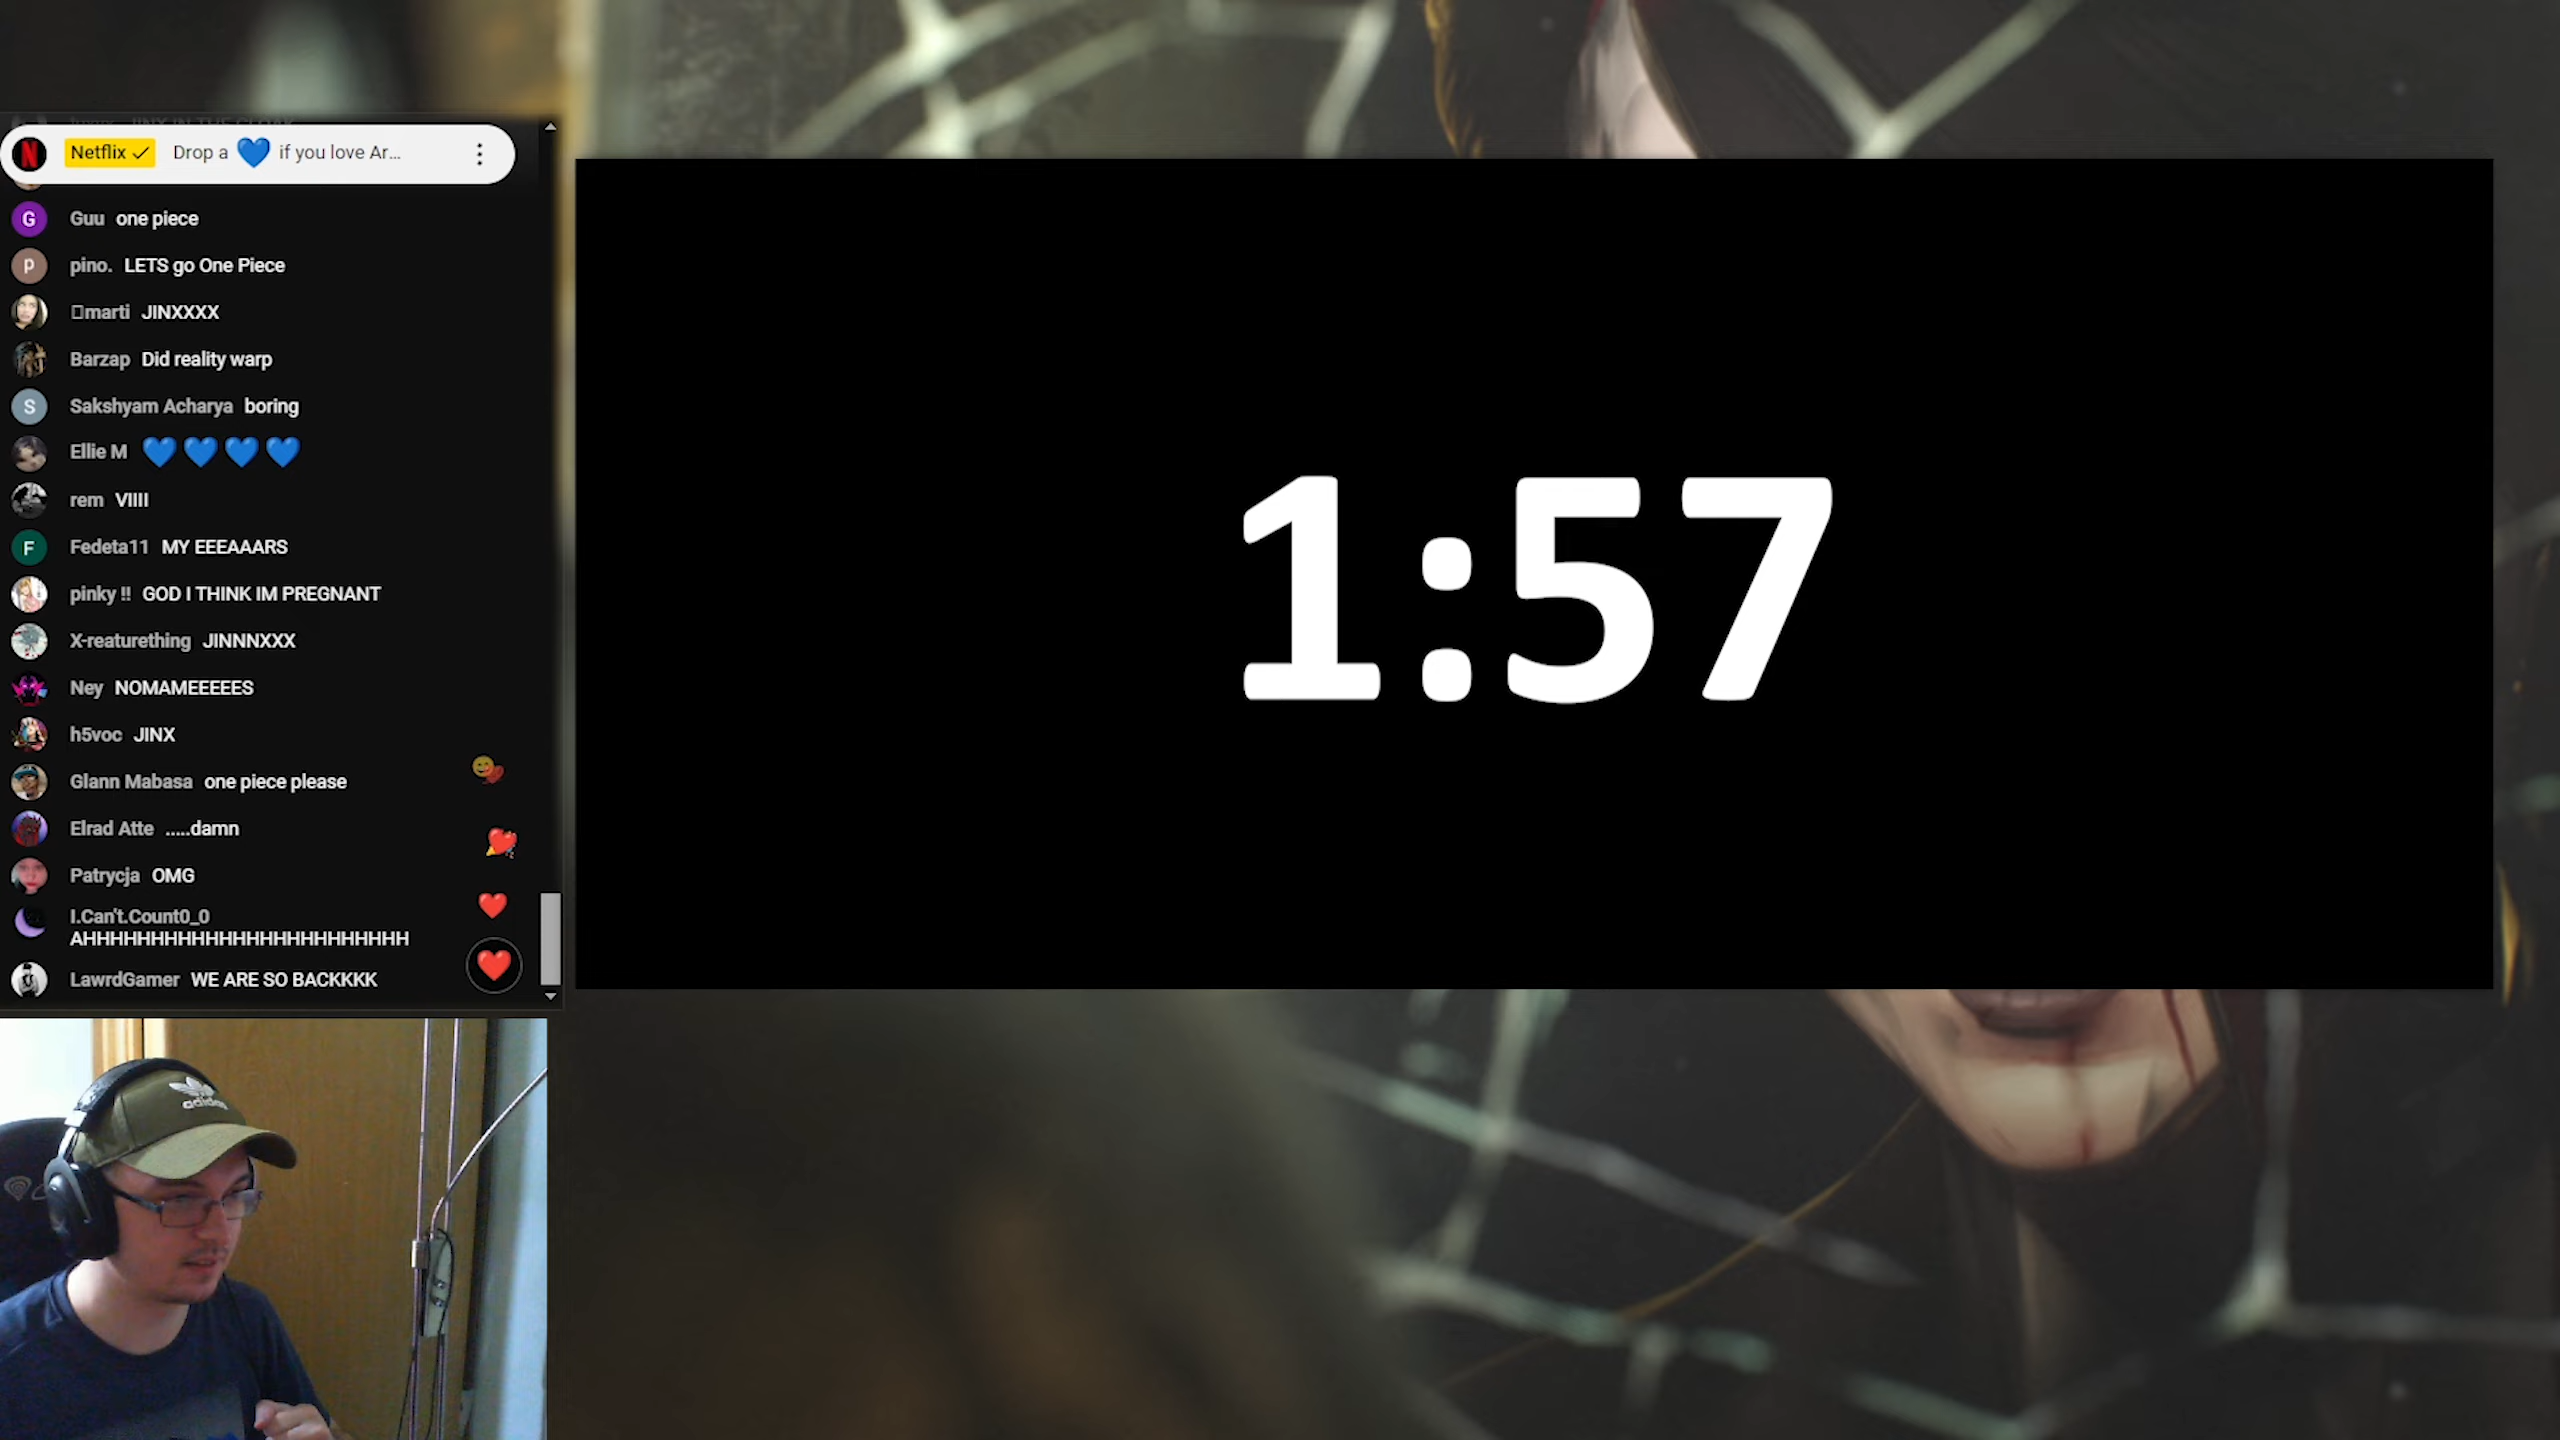 Netflix ✓ Drop a 💙 if you love Ar...
G Guu one piece
p pino. LETS go One Piece
marti JINXXXX
Barzap Did reality warp
S Sakshyam Acharya boring
Ellie M 💙💙💙💙
rem VIIII
F Fedeta11 MY EEEAAARS
pinky !! GOD I THINK IM PREGNANT
X-reaturething JINNNXXX
Ney NOMAMEEEEES
h5voc JINX
Glann Mabasa one piece please
Elrad Atte .....damn
Patrycja OMG
I.Can't.Count0_0
AHHHHHHHHHHHHHHHHHHHHHHHHH
LawrdGamer WE ARE SO BACKKKK
1:57
adidas